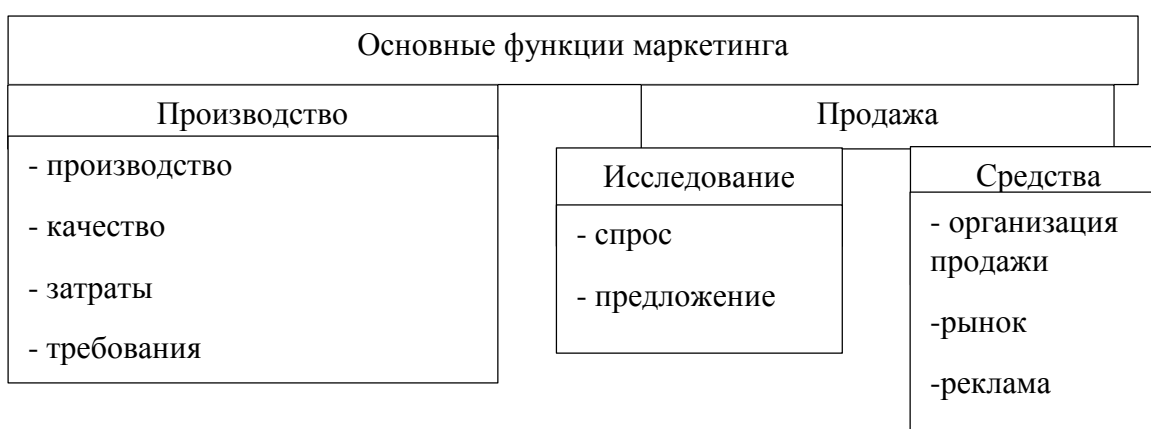 Основные функции маркетинга
Производство
- производство
- качество
- затраты
- требования
Продажа
Исследование
- спрос
- предложение
Средства
- организация
продажи
-рынок
-реклама